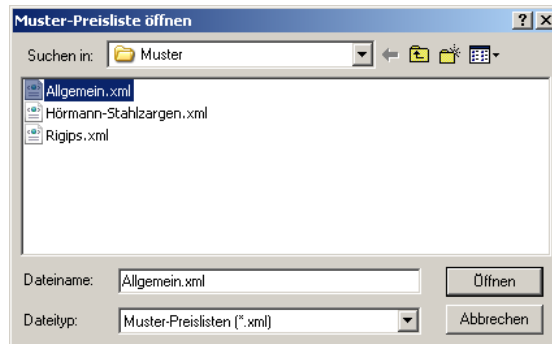 Muster-Preisliste öffnen
Suchen in: Muster
Allgemein.xml
Hörmann-Stahlzargen.xml
Rigips.xml
Dateiname: Allgemein.xml Öffnen
Dateityp: Muster-Preislisten (*.xml) Abbrechen